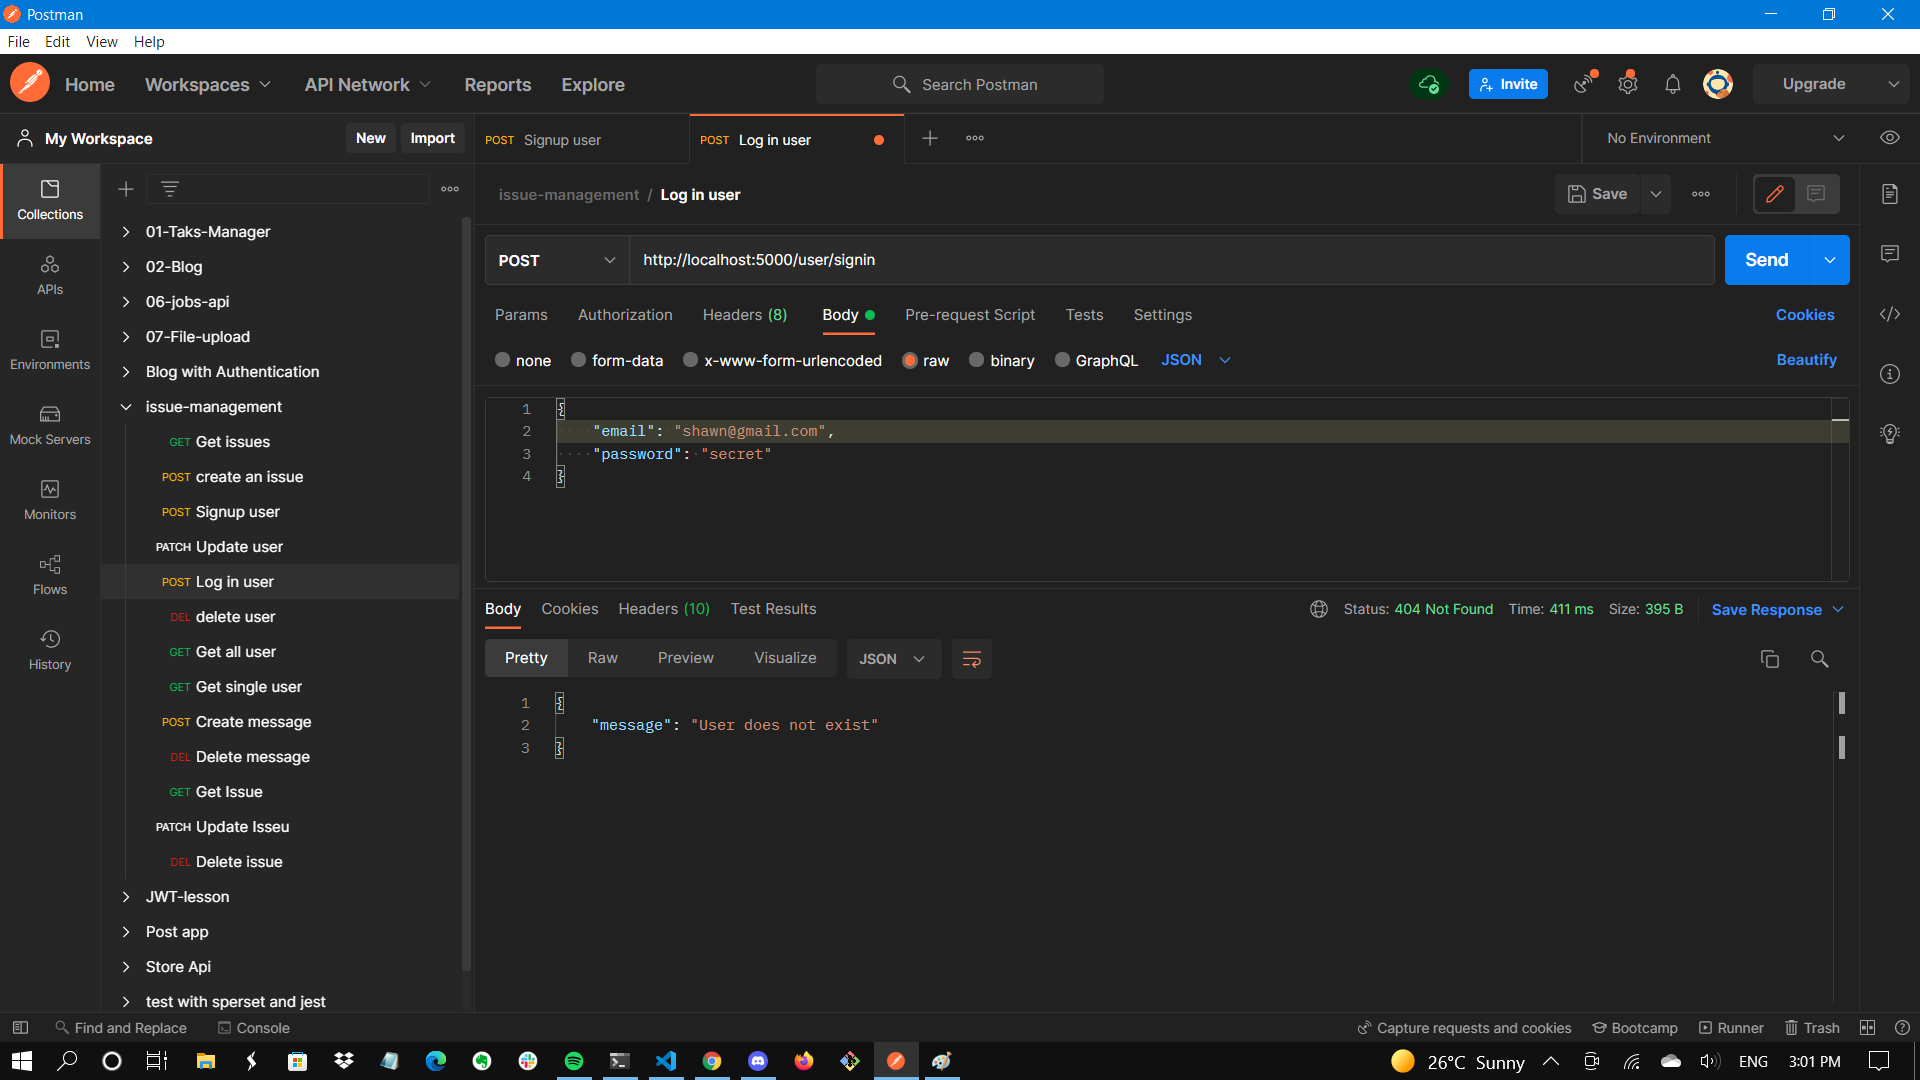 Postman
File Edit View Help
Home Workspaces API Network Reports Explore Search Postman Invite Upgrade
My Workspace New Import POST Signup user POST Log in user No Environment
Collections
APIs
Environments
Mock Servers
Monitors
Flows
History
01-Taks-Manager
02-Blog
06-jobs-api
07-File-upload
Blog with Authentication
issue-management
GET Get issues
POST create an issue
POST Signup user
PATCH Update user
POST Log in user
DEL delete user
GET Get all user
GET Get single user
POST Create message
DEL Delete message
GET Get Issue
PATCH Update Isseu
DEL Delete issue
JWT-lesson
Post app
Store Api
test with sperset and jest
issue-management / Log in user Save
POST http://localhost:5000/user/signin Send
Params Authorization Headers (8) Body Pre-request Script Tests Settings Cookies
none form-data x-www-form-urlencoded raw binary GraphQL JSON Beautify
1 {
2 "email": "shawn@gmail.com",
3 "password": "secret"
4 }
Body Cookies Headers (10) Test Results Status: 404 Not Found Time: 411 ms Size: 395 B Save Response
Pretty Raw Preview Visualize JSON
1 {
2 "message": "User does not exist"
3 }
Find and Replace Console Capture requests and cookies Bootcamp Runner Trash
26°C Sunny ENG 3:01 PM